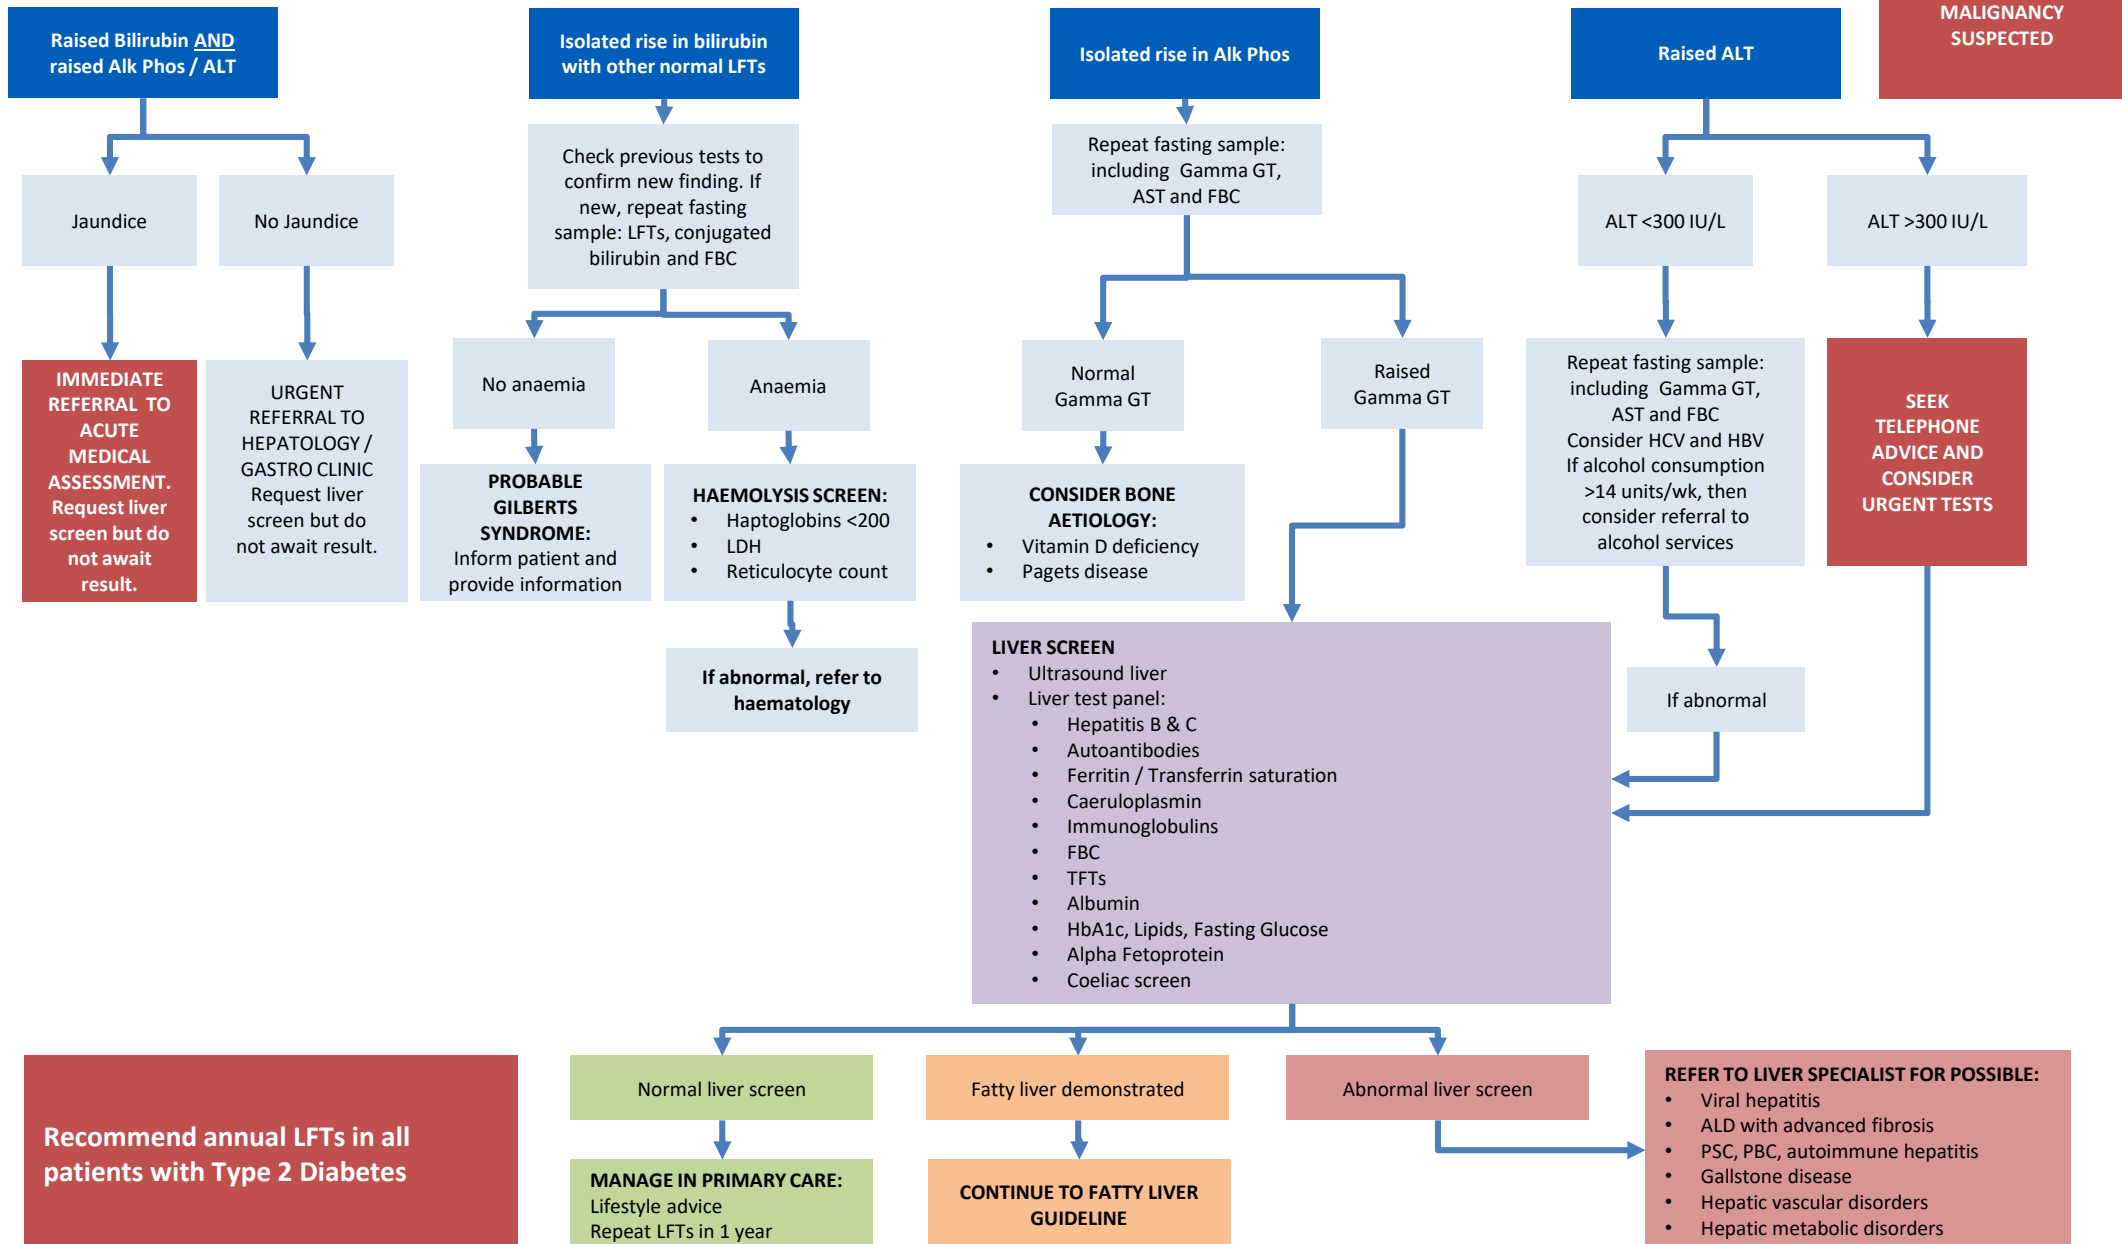 Raised Bilirubin AND
raised Alk Phos / ALT
Isolated rise in bilirubin
with other normal LFTs
Isolated rise in Alk Phos
Raised ALT
MALIGNANCY
SUSPECTED
Jaundice
No Jaundice
Check previous tests to
confirm new finding. If
new, repeat fasting
sample: LFTs, conjugated
bilirubin and FBC
Repeat fasting sample:
including Gamma GT,
AST and FBC
ALT <300 IU/L
ALT >300 IU/L
IMMEDIATE
REFERRAL TO
ACUTE
MEDICAL
ASSESSMENT.
Request liver
screen but do
not await
result.
URGENT
REFERRAL TO
HEPATOLOGY /
GASTRO CLINIC
Request liver
screen but do
not await result.
No anaemia
Anaemia
Normal
Gamma GT
Raised
Gamma GT
Repeat fasting sample:
including Gamma GT,
AST and FBC
Consider HCV and HBV
If alcohol consumption
>14 units/wk, then
consider referral to
alcohol services
SEEK
TELEPHONE
ADVICE AND
CONSIDER
URGENT TESTS
PROBABLE
GILBERTS
SYNDROME:
Inform patient and
provide information
HAEMOLYSIS SCREEN:
• Haptoglobins <200
• LDH
• Reticulocyte count
CONSIDER BONE
AETIOLOGY:
• Vitamin D deficiency
• Pagets disease
If abnormal, refer to
haematology
LIVER SCREEN
• Ultrasound liver
• Liver test panel:
• Hepatitis B & C
• Autoantibodies
• Ferritin / Transferrin saturation
• Caeruloplasmin
• Immunoglobulins
• FBC
• TFTs
• Albumin
• HbA1c, Lipids, Fasting Glucose
• Alpha Fetoprotein
• Coeliac screen
If abnormal
Recommend annual LFTs in all
patients with Type 2 Diabetes
Normal liver screen
Fatty liver demonstrated
Abnormal liver screen
MANAGE IN PRIMARY CARE:
Lifestyle advice
Repeat LFTs in 1 year
CONTINUE TO FATTY LIVER
GUIDELINE
REFER TO LIVER SPECIALIST FOR POSSIBLE:
• Viral hepatitis
• ALD with advanced fibrosis
• PSC, PBC, autoimmune hepatitis
• Gallstone disease
• Hepatic vascular disorders
• Hepatic metabolic disorders